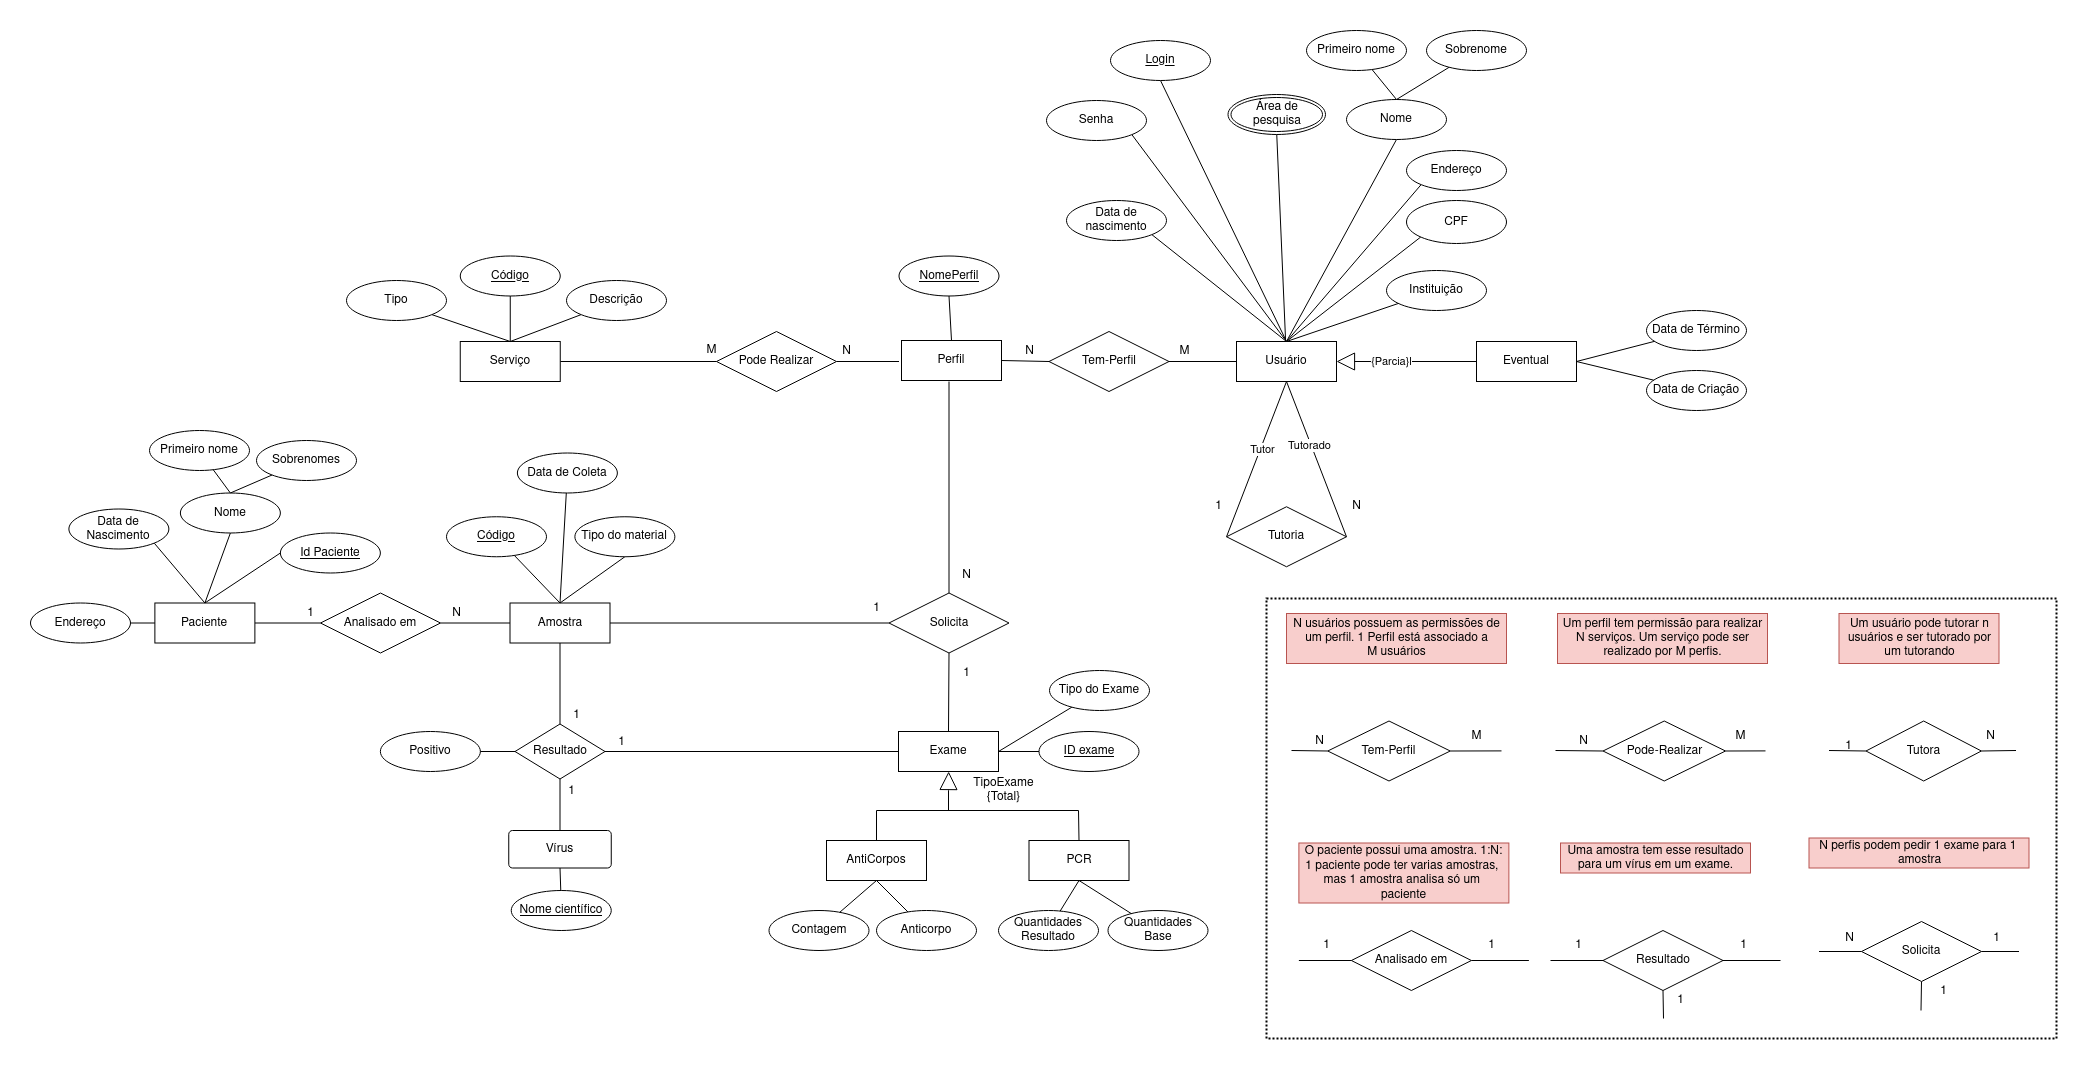 Primeiro nome
Sobrenome
Login
Área de
pesquisa
Nome
Senha
Endereço
Data de
nascimento
CPF
Código
NomePerfil
Instituição
Tipo
Descrição
Data de Término
M
N
N
M
Serviço
Pode Realizar
Perfil
Tem-Perfil
Usuário
{Parcia}l
Eventual
Data de Criação
Primeiro nome
Sobrenomes
Tutor
Tutorado
Data de Coleta
Nome
1
N
Data de
Nascimento
Código
Tipo do material
Tutoria
Id Paciente
N
1
N
1
Endereço
Paciente
Analisado em
Amostra
Solicita
1
Tipo do Exame
1
1
Positivo
Resultado
Exame
ID exame
1
TipoExame
{Total}
Vírus
AntiCorpos
PCR
Nome científico
Contagem
Anticorpo
Quantidades
Resultado
Quantidades
Base
N usuários possuem as permissões de
um perfil. 1 Perfil está associado a
M usuários
Um perfil tem permissão para realizar
N serviços. Um serviço pode ser
realizado por M perfis.
Um usuário pode tutorar n
usuários e ser tutorado por
um tutorando
N
Tem-Perfil
M
N
Pode-Realizar
M
1
Tutora
N
O paciente possui uma amostra. 1:N:
1 paciente pode ter varias amostras,
mas 1 amostra analisa só um
paciente
Uma amostra tem esse resultado
para um vírus em um exame.
N perfis podem pedir 1 exame para 1
amostra
1
Analisado em
1
1
Resultado
1
1
N
Solicita
1
1